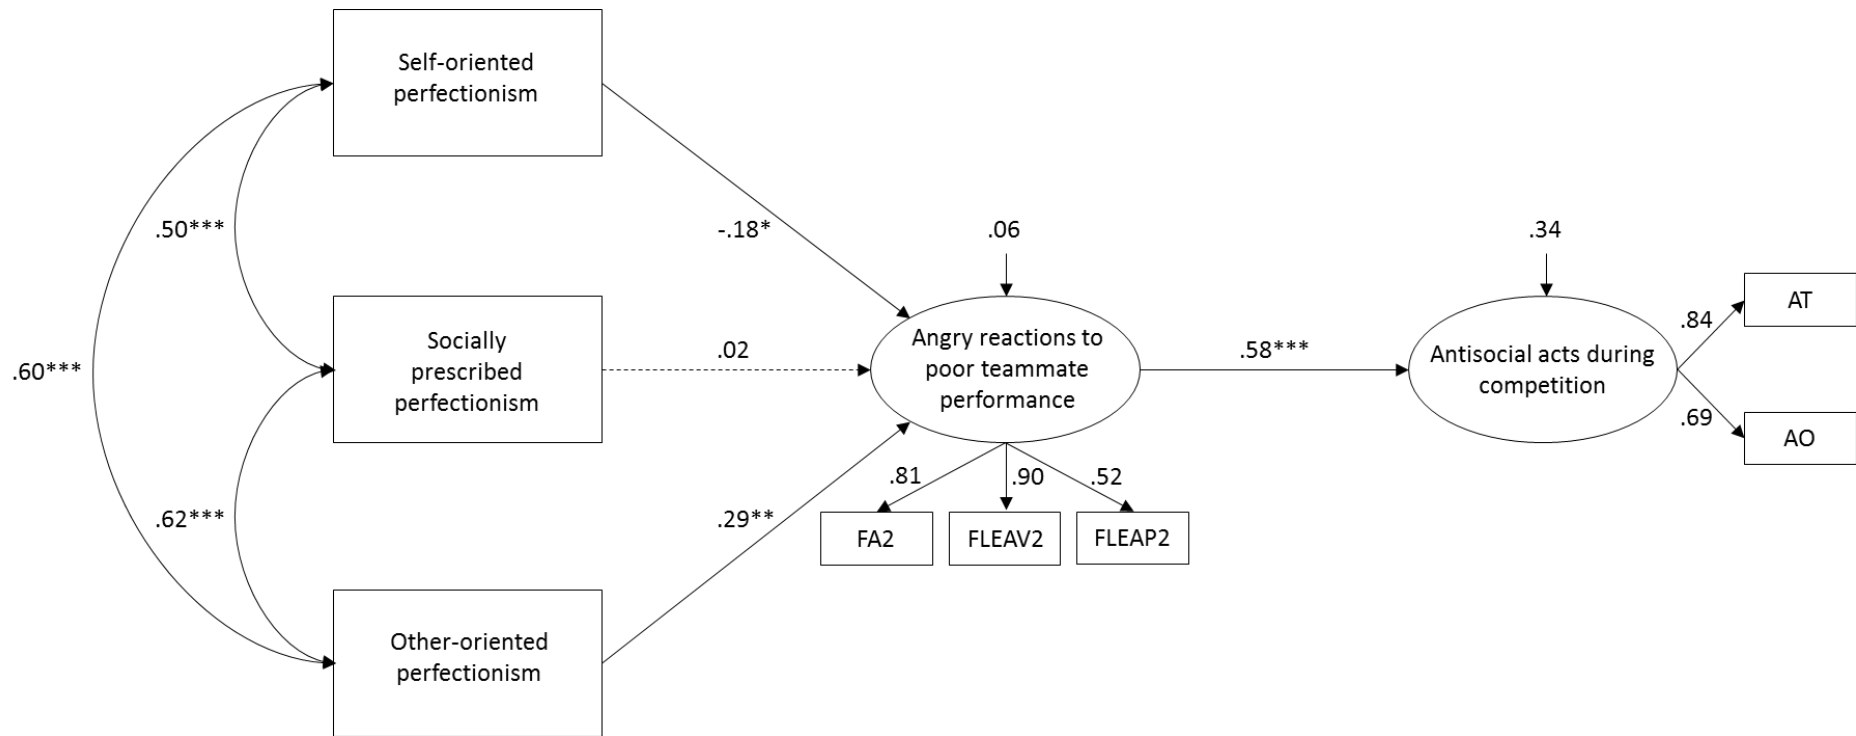 Self-oriented
perfectionism
.50***
-.18*
.06
.34
Socially
prescribed
perfectionism
.60***
.02
Angry reactions to
poor teammate
performance
.58***
Antisocial acts during
competition
.84
AT
.69
AO
.62***
.29**
.81
.90
.52
FA2
FLEAV2
FLEAP2
Other-oriented
perfectionism